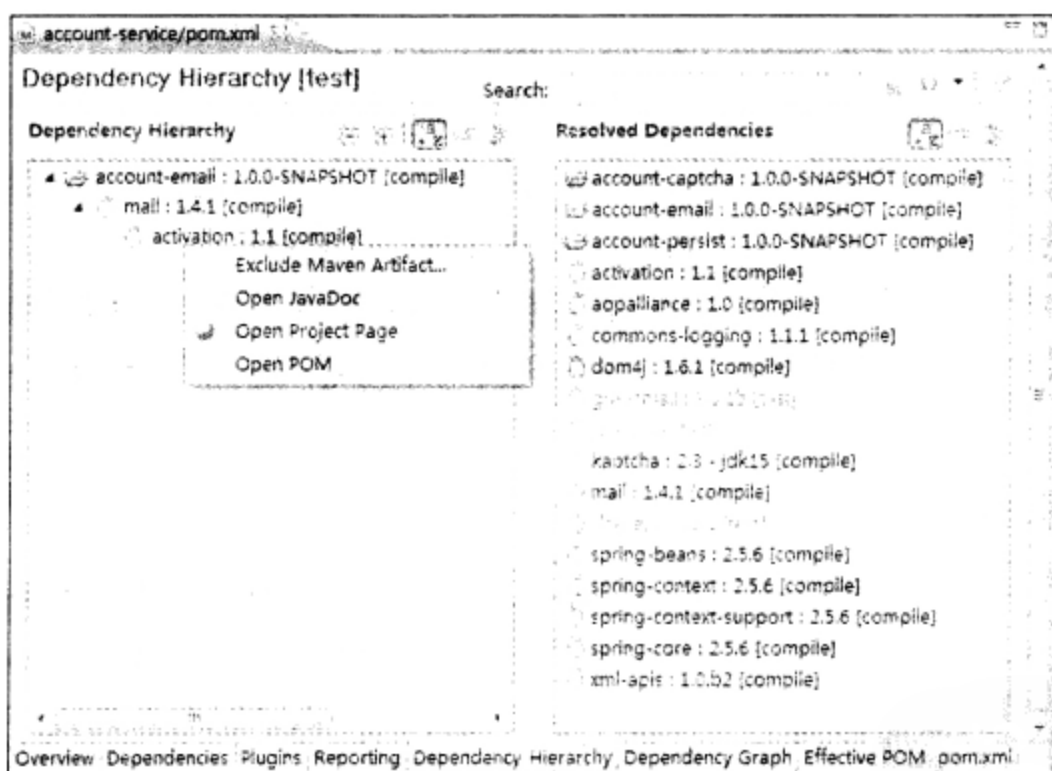 account-service/pom.xml
Dependency Hierarchy [test]
Search:
Dependency Hierarchy
account-email : 1.0.0-SNAPSHOT [compile]
mail : 1.4.1 [compile]
activation : 1.1 [compile]
Exclude Maven Artifact...
Open JavaDoc
Open Project Page
Open POM
Resolved Dependencies
account-captcha : 1.0.0-SNAPSHOT [compile]
account-email : 1.0.0-SNAPSHOT [compile]
account-persist : 1.0.0-SNAPSHOT [compile]
activation : 1.1 [compile]
aopalliance : 1.0 [compile]
commons-logging : 1.1.1 [compile]
dom4j : 1.6.1 [compile]
kaptcha : 2.3 - jdk15 [compile]
mail : 1.4.1 [compile]
spring-beans : 2.5.6 [compile]
spring-context : 2.5.6 [compile]
spring-context-support : 2.5.6 [compile]
spring-core : 2.5.6 [compile]
xml-apis : 1.0.b2 [compile]
Overview Dependencies Plugins Reporting Dependency Hierarchy Dependency Graph Effective POM pom.xml